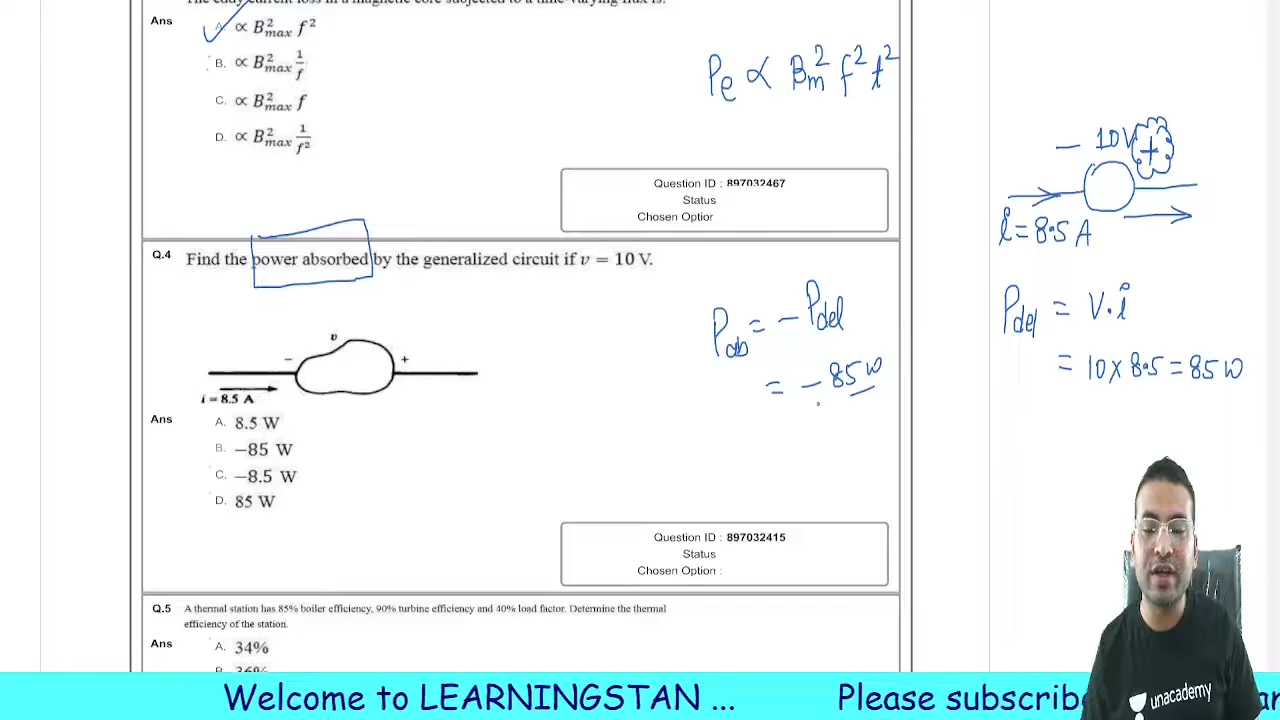 The eddy current loss in a magnetic core subjected to a time-varying flux is:
Ans
A. ∝ B²max f²
B. ∝ B²max 1/f
C. ∝ B²max f
D. ∝ B²max 1/f²
Pe ∝ Bm² f² t²
Question ID : 897032467
Status
Chosen Option
− 10V +
i = 8.5 A
Q.4 Find the power absorbed by the generalized circuit if v = 10 V.
v
− +
i = 8.5 A
Pab = − Pdel
= − 85 W
Pdel = V.i
= 10 × 8.5 = 85 W
Ans
A. 8.5 W
B. −85 W
C. −8.5 W
D. 85 W
Question ID : 897032415
Status
Chosen Option :
Q.5 A thermal station has 85% boiler efficiency, 90% turbine efficiency and 40% load factor. Determine the thermal
efficiency of the station.
Ans
A. 34%
B. 36%
unacademy
Welcome to LEARNINGSTAN ... Please subscribe